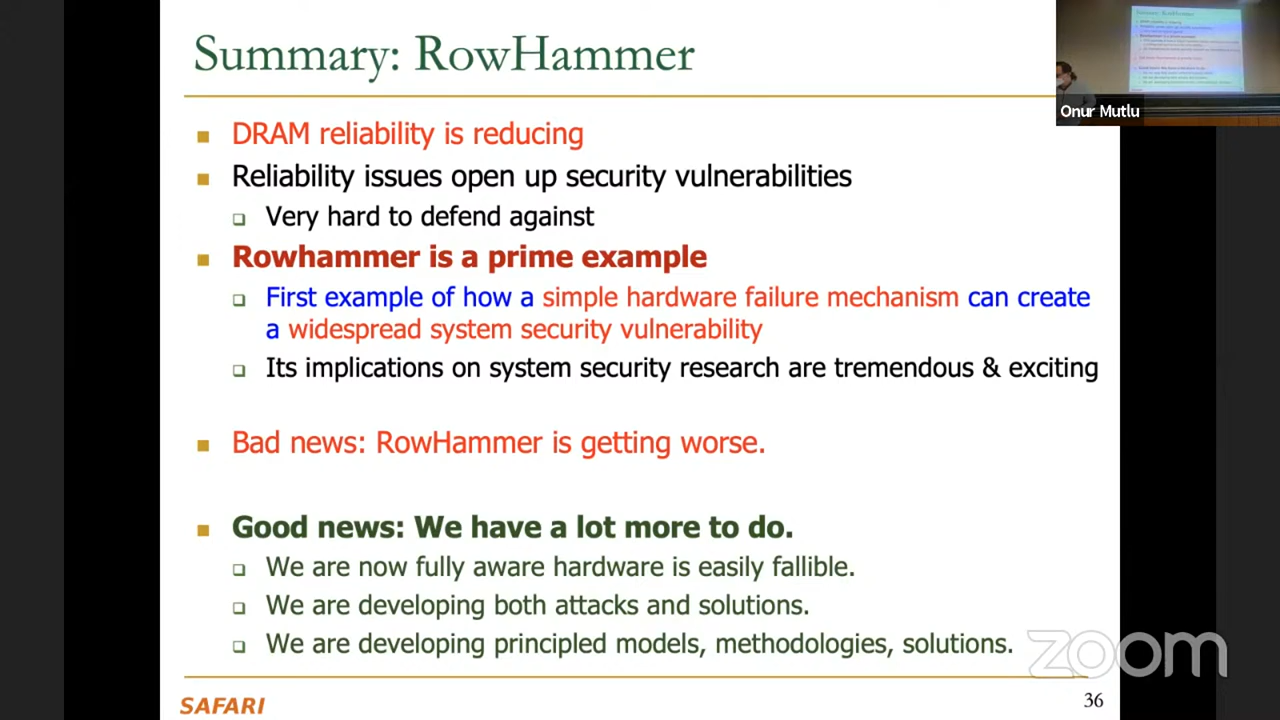 Summary: RowHammer
Onur Mutlu
DRAM reliability is reducing
Reliability issues open up security vulnerabilities
Very hard to defend against
Rowhammer is a prime example
First example of how a simple hardware failure mechanism can create
a widespread system security vulnerability
Its implications on system security research are tremendous & exciting
Bad news: RowHammer is getting worse.
Good news: We have a lot more to do.
We are now fully aware hardware is easily fallible.
We are developing both attacks and solutions.
We are developing principled models, methodologies, solutions.
zoom
SAFARI
36